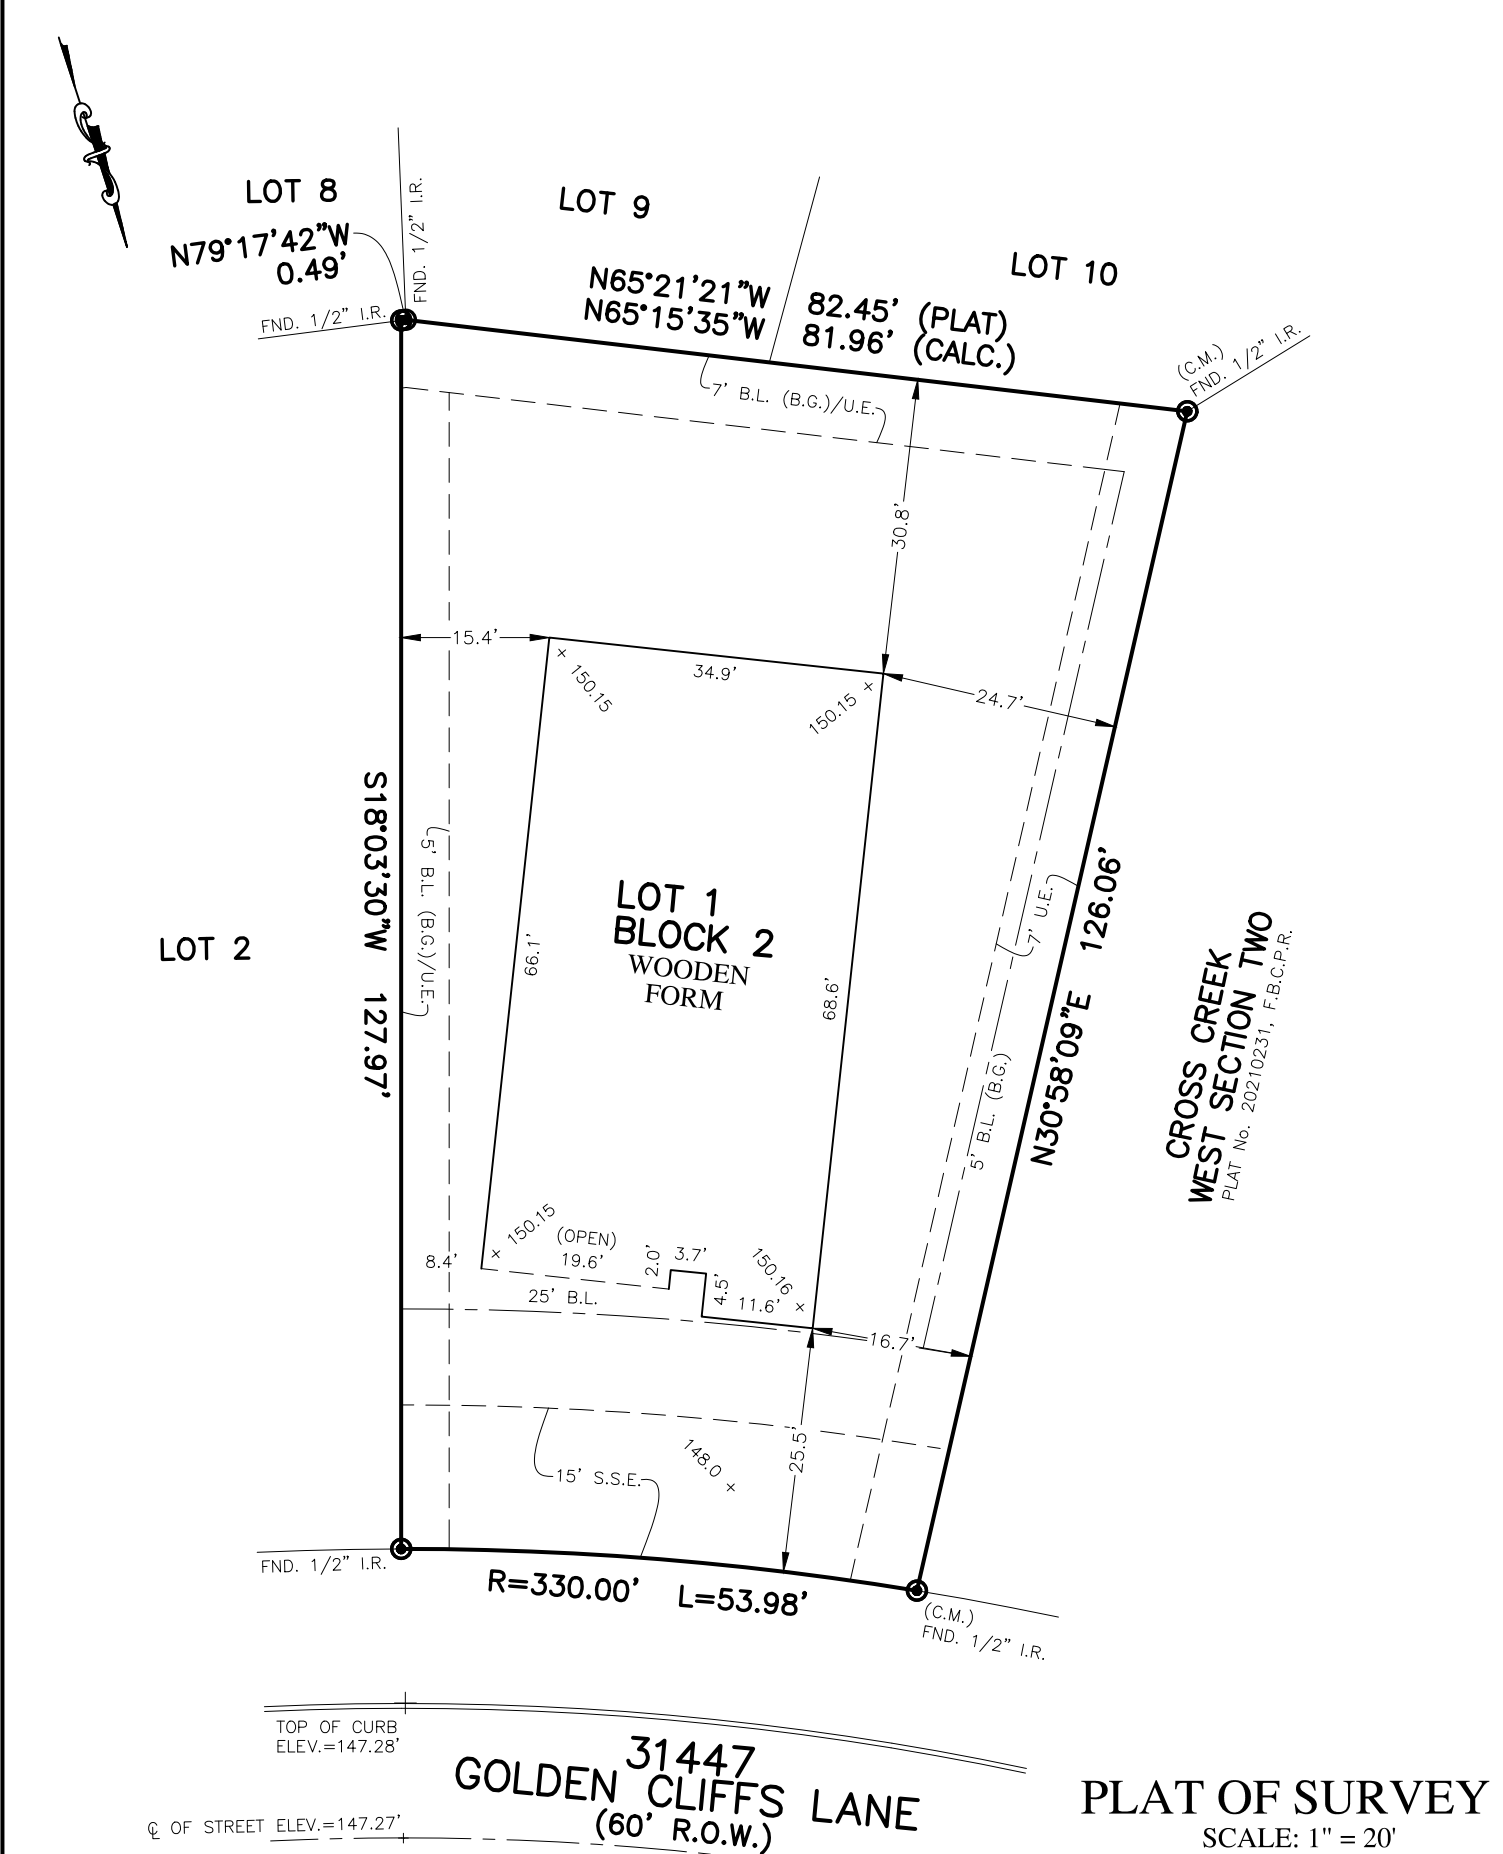 LOT 8
N79°17'42"W
0.49'
FND. 1/2" I.R.
FND. 1/2" I.R.
LOT 9
LOT 10
N65°21'21"W 82.45' (PLAT)
N65°15'35"W 81.96' (CALC.)
(C.M.)
FND. 1/2" I.R.
7' B.L. (B.G.)/U.E.
30.8'
15.4'
34.9'
150.15
150.15
24.7'
S18°03'30"W 127.97'
5' B.L. (B.G.)/U.E.
LOT 2
66.1'
LOT 1
BLOCK 2
WOODEN
FORM
68.6'
7' U.E.
5' B.L. (B.G.)
N30°58'09"E 126.06'
CROSS CREEK
WEST SECTION TWO
PLAT No. 20210231, F.B.C.P.R.
8.4'
150.15
(OPEN)
19.6'
2.0'
3.7'
4.5'
150.16
11.6'
25' B.L.
16.7'
25.5'
148.0
15' S.S.E.
FND. 1/2" I.R.
R=330.00' L=53.98'
(C.M.)
FND. 1/2" I.R.
TOP OF CURB
ELEV.=147.28'
31447
GOLDEN CLIFFS LANE
(60' R.O.W.)
℄ OF STREET ELEV.=147.27'
PLAT OF SURVEY
SCALE: 1" = 20'